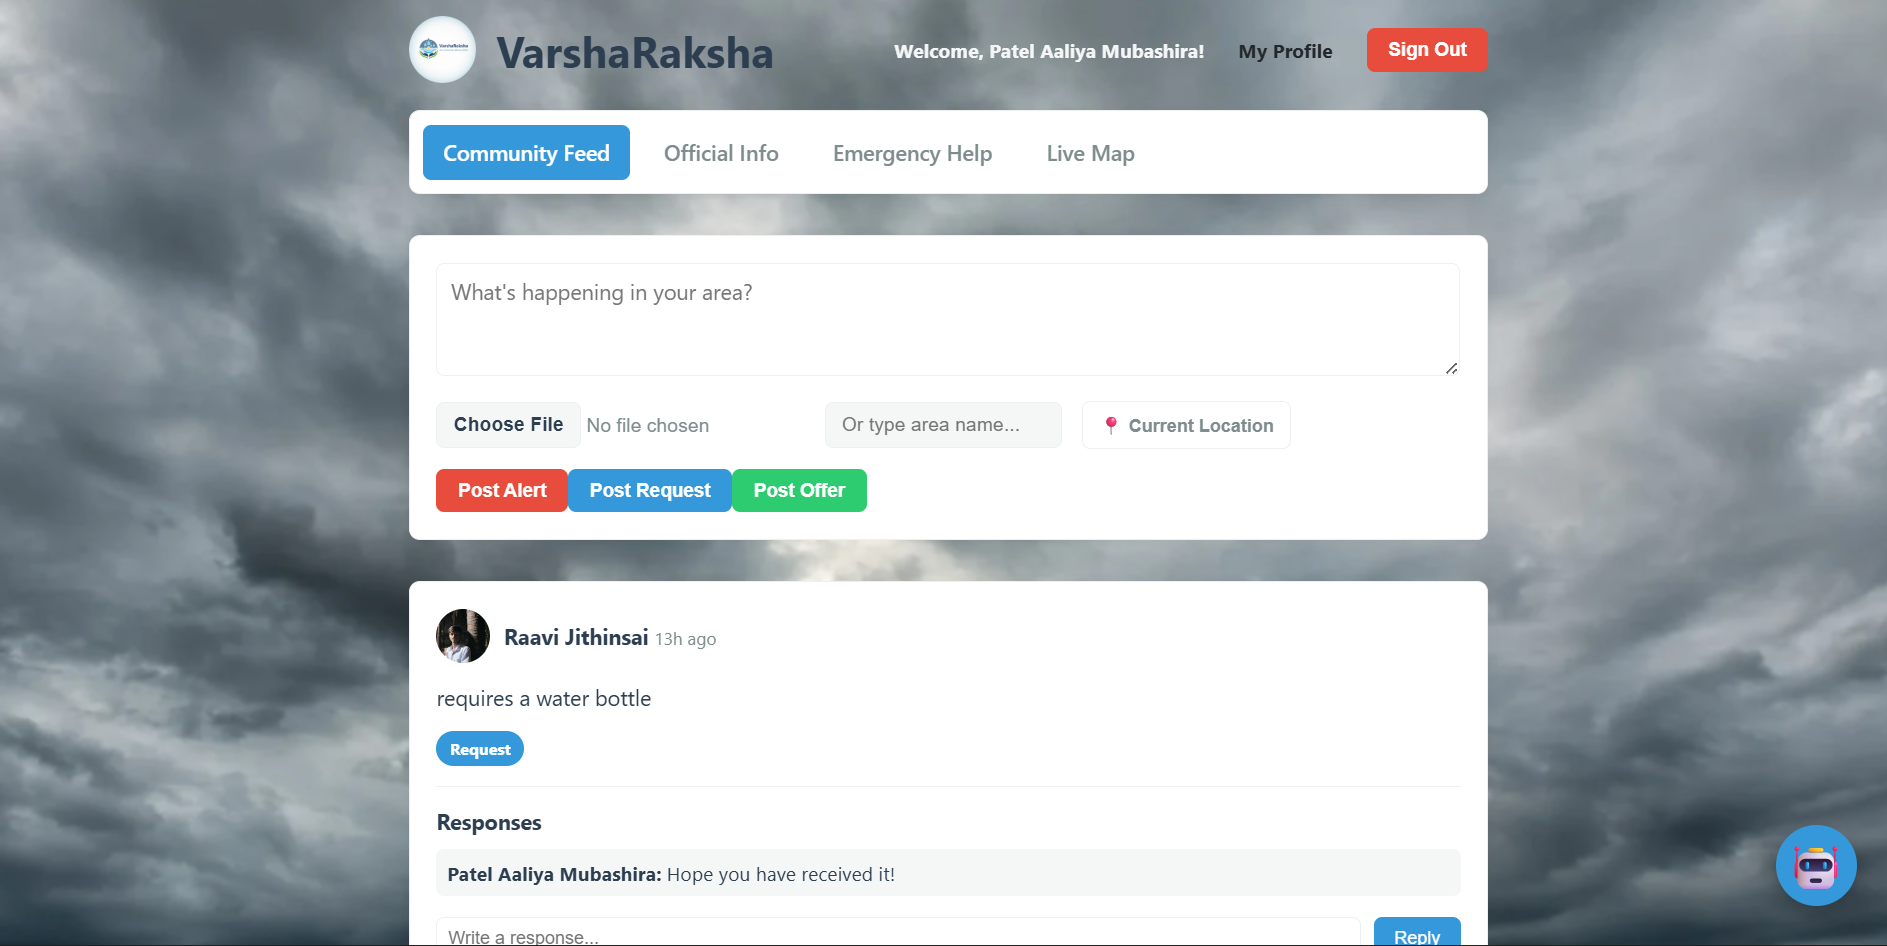 VarshaRaksha
VarshaRaksha
Welcome, Patel Aaliya Mubashira!
My Profile
Sign Out
Community Feed
Official Info
Emergency Help
Live Map
What's happening in your area?
Choose File
No file chosen
Or type area name...
Current Location
Post Alert
Post Request
Post Offer
Raavi Jithinsai 13h ago
requires a water bottle
Request
Responses
Patel Aaliya Mubashira: Hope you have received it!
Write a response...
Reply